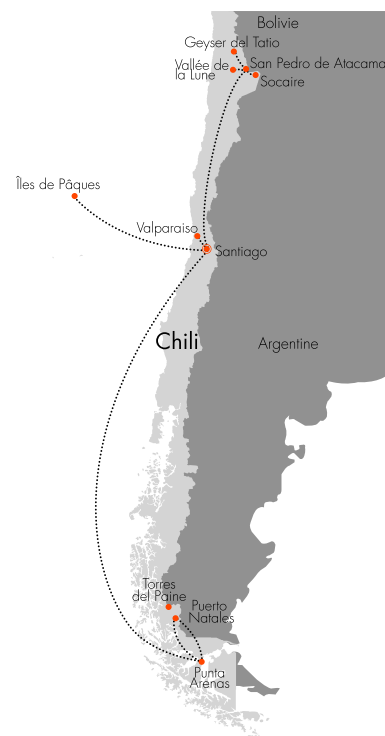 Bolivie
Geyser del Tatio
Vallée de
la Lune
San Pedro de Atacama
Socaire
Îles de Pâques
Valparaiso
Santiago
Chili
Argentine
Torres
del Paine
Puerto
Natales
Punta
Arénas